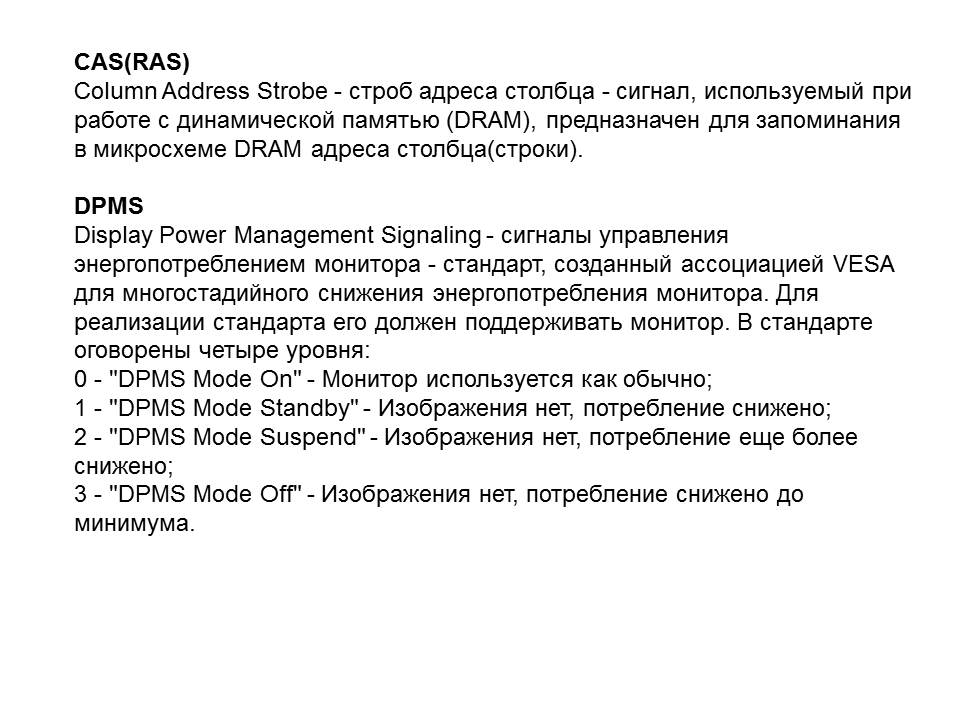 CAS(RAS)
Column Address Strobe - строб адреса столбца - сигнал, используемый при
работе с динамической памятью (DRAM), предназначен для запоминания
в микросхеме DRAM адреса столбца(строки).
DPMS
Display Power Management Signaling - сигналы управления
энергопотреблением монитора - стандарт, созданный ассоциацией VESA
для многостадийного снижения энергопотребления монитора. Для
реализации стандарта его должен поддерживать монитор. В стандарте
оговорены четыре уровня:
0 - "DPMS Mode On" - Монитор используется как обычно;
1 - "DPMS Mode Standby" - Изображения нет, потребление снижено;
2 - "DPMS Mode Suspend" - Изображения нет, потребление еще более
снижено;
3 - "DPMS Mode Off" - Изображения нет, потребление снижено до
минимума.